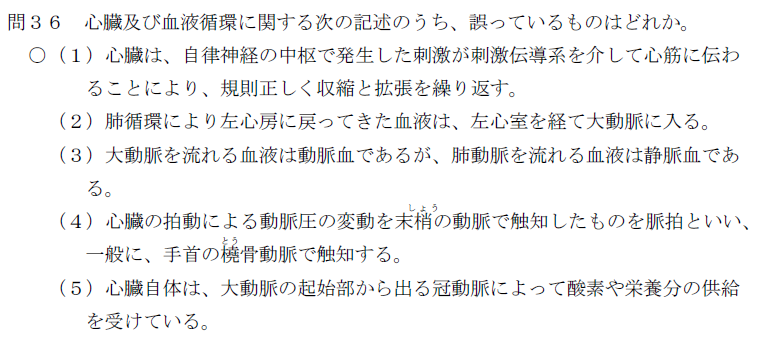 問36　心臓及び血液循環に関する次の記述のうち、誤っているものはどれか。
○（1）心臓は、自律神経の中枢で発生した刺激が刺激伝導系を介して心筋に伝わ
ることにより、規則正しく収縮と拡張を繰り返す。
（2）肺循環により左心房に戻ってきた血液は、左心室を経て大動脈に入る。
（3）大動脈を流れる血液は動脈血であるが、肺動脈を流れる血液は静脈血であ
る。
しょう
（4）心臓の拍動による動脈圧の変動を末梢の動脈で触知したものを脈拍といい、
とう
一般に、手首の橈骨動脈で触知する。
（5）心臓自体は、大動脈の起始部から出る冠動脈によって酸素や栄養分の供給
を受けている。